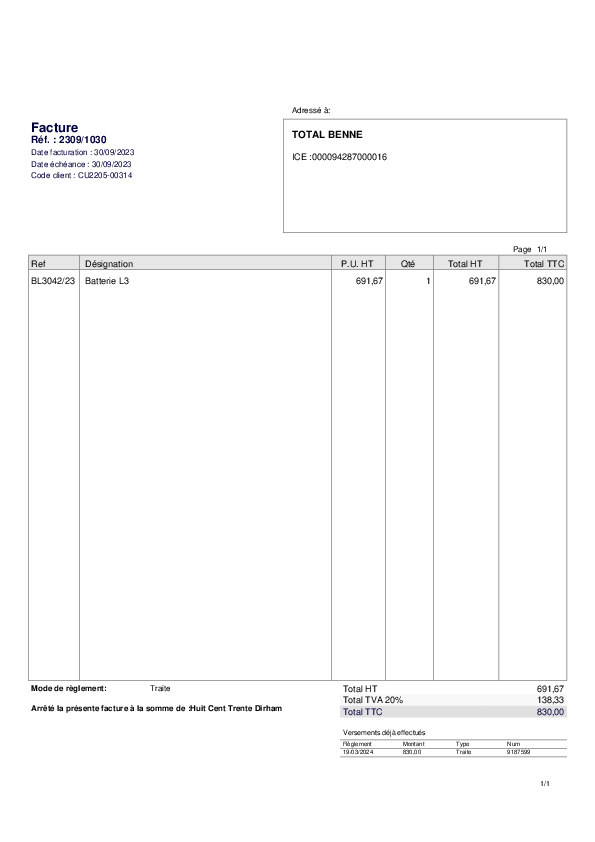 Adressé à:
Facture
Réf. : 2309/1030
Date facturation : 30/09/2023
Date échéance : 30/09/2023
Code client : CU2205-00314
TOTAL BENNE
ICE :000094287000016
Page 1/1
Ref Désignation P.U. HT Qté Total HT Total TTC
BL3042/23 Batterie L3 691,67 1 691,67 830,00
Mode de règlement: Traite
Arrêté la présente facture à la somme de :Huit Cent Trente Dirham
Total HT 691,67
Total TVA 20% 138,33
Total TTC 830,00
Versements déjà effectués
Règlement Montant Type Num
19/03/2024 830,00 Traite 9187599
1/1